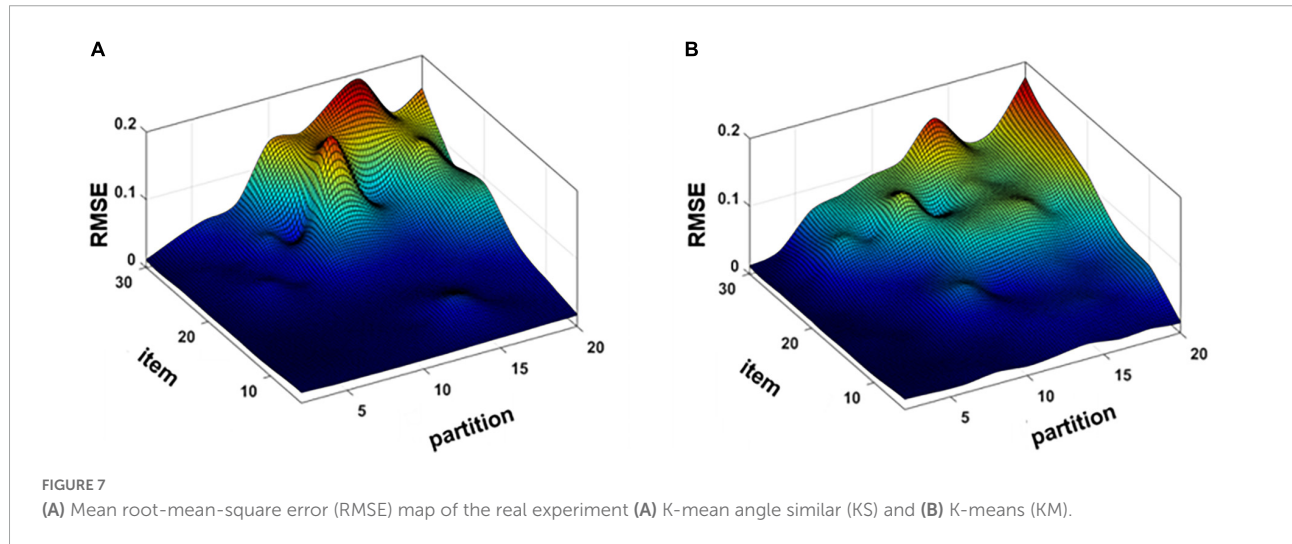 A
B
0.2
0.1
0
RMSE
30
20
10
item
5
10
15
20
partition
0.2
0.1
0
RMSE
30
20
10
item
5
10
15
20
partition
FIGURE 7
(A) Mean root-mean-square error (RMSE) map of the real experiment (A) K-mean angle similar (KS) and (B) K-means (KM).